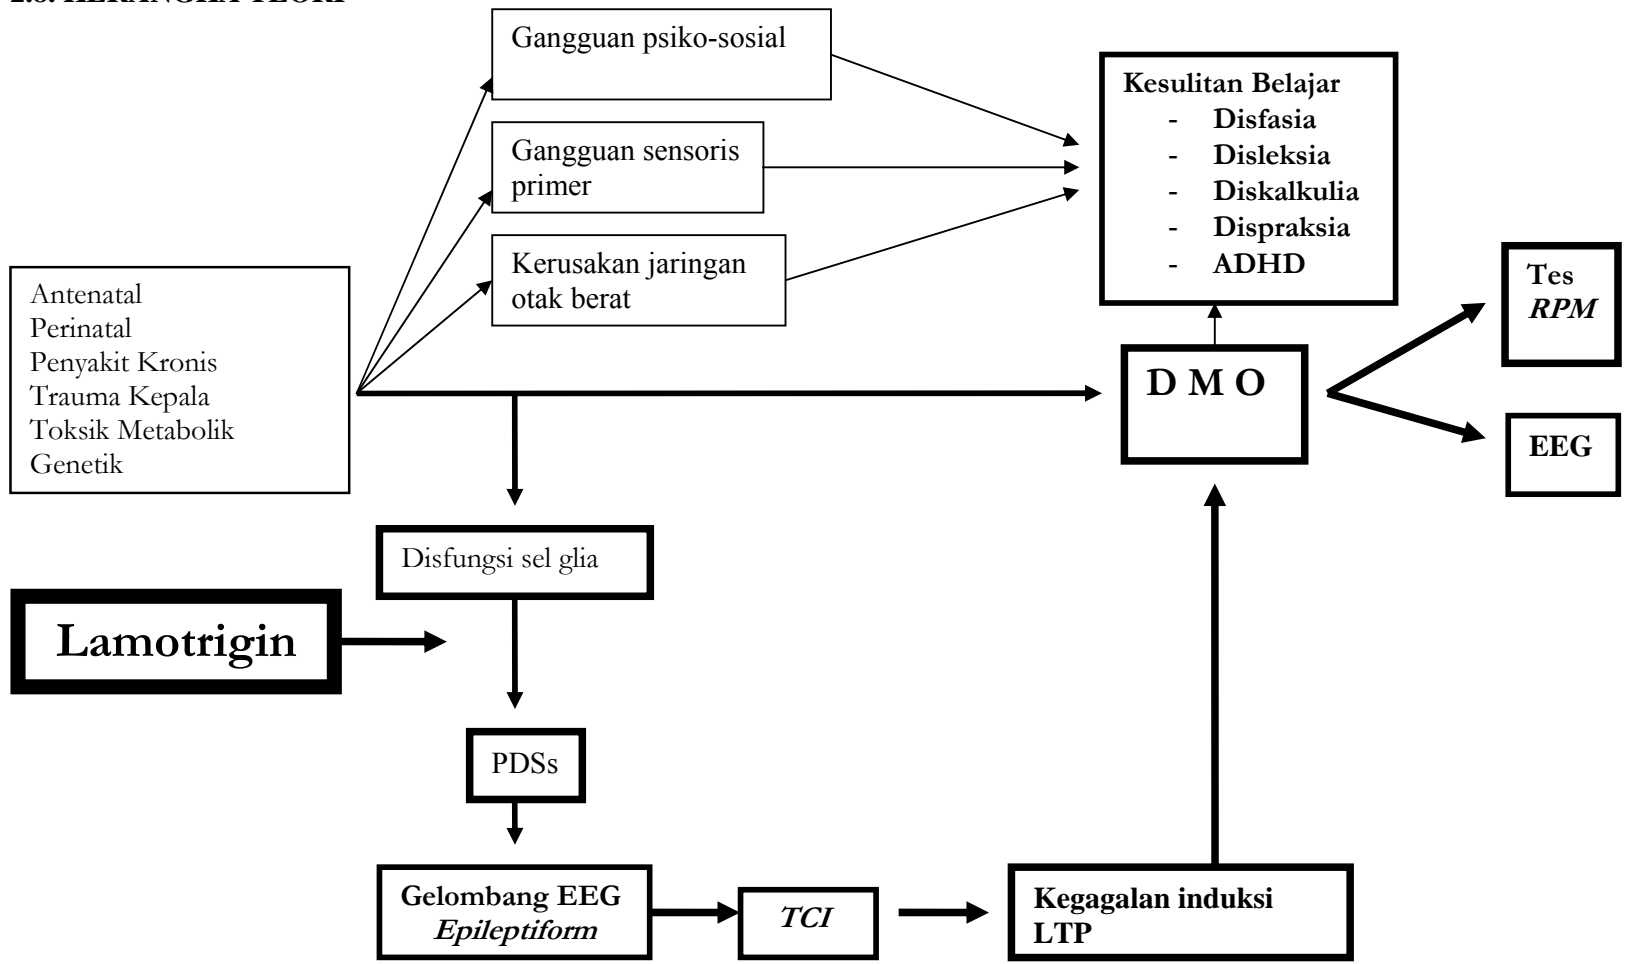 Gangguan psiko-sosial
Kesulitan Belajar
- Disfasia
- Disleksia
- Diskalkulia
- Dispraksia
- ADHD
Gangguan sensoris
primer
Kerusakan jaringan
otak berat
Tes
RPM
Antenatal
Perinatal
Penyakit Kronis
Trauma Kepala
Toksik Metabolik
Genetik
D M O
EEG
Disfungsi sel glia
Lamotrigin
PDSs
Gelombang EEG
Epileptiform
TCI
Kegagalan induksi
LTP